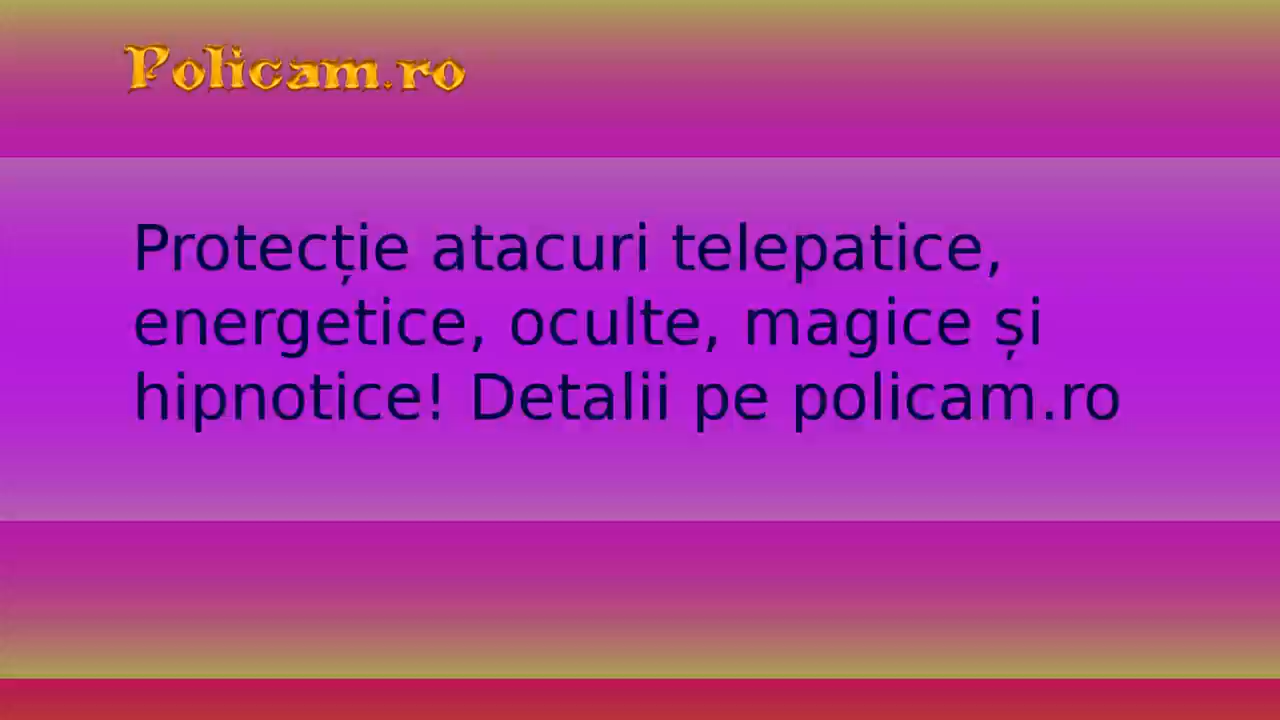 Policam.ro
Protecție atacuri telepatice,
energetice, oculte, magice și
hipnotice! Detalii pe policam.ro